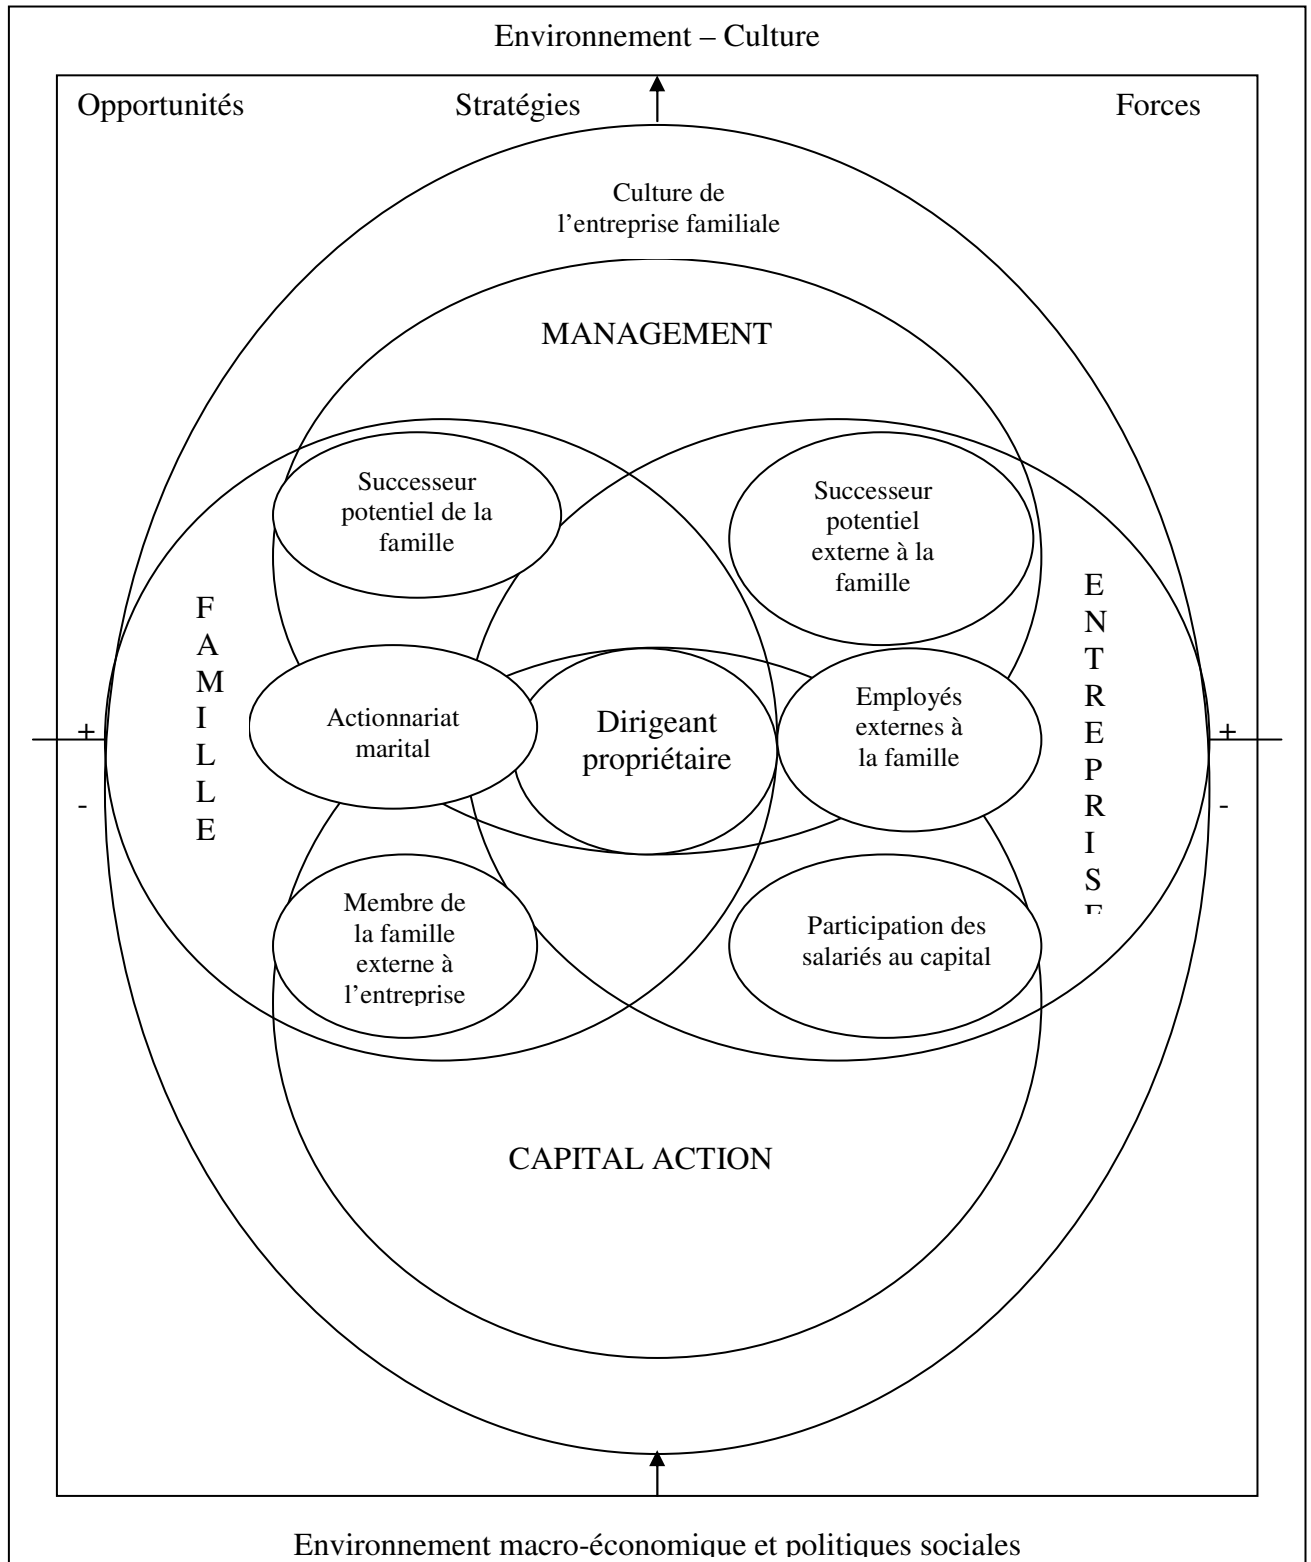 Environnement – Culture
Opportunités Stratégies Forces
Culture de
l’entreprise familiale
MANAGEMENT
Successeur
potentiel de la
famille
Successeur
potentiel
externe à la
famille
F
A
M
I
L
L
E
E
N
T
R
E
P
R
I
S
E
+
-
Actionnariat
marital
Dirigeant
propriétaire
Employés
externes à
la famille
+
-
Membre de
la famille
externe à
l’entreprise
Participation des
salariés au capital
CAPITAL ACTION
Environnement macro-économique et politiques sociales